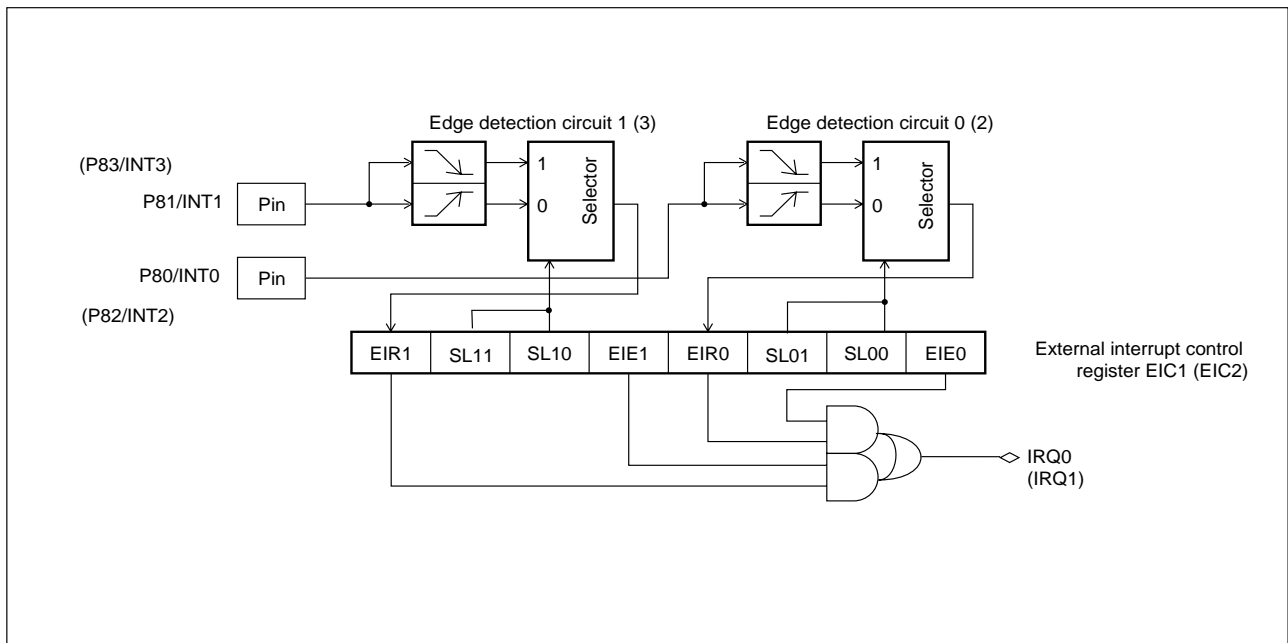 Edge detection circuit 1 (3)
Edge detection circuit 0 (2)
(P83/INT3)
P81/INT1
Pin
1
0
Selector
1
0
Selector
P80/INT0
Pin
(P82/INT2)
EIR1
SL11
SL10
EIE1
EIR0
SL01
SL00
EIE0
External interrupt control
register EIC1 (EIC2)
IRQ0
(IRQ1)